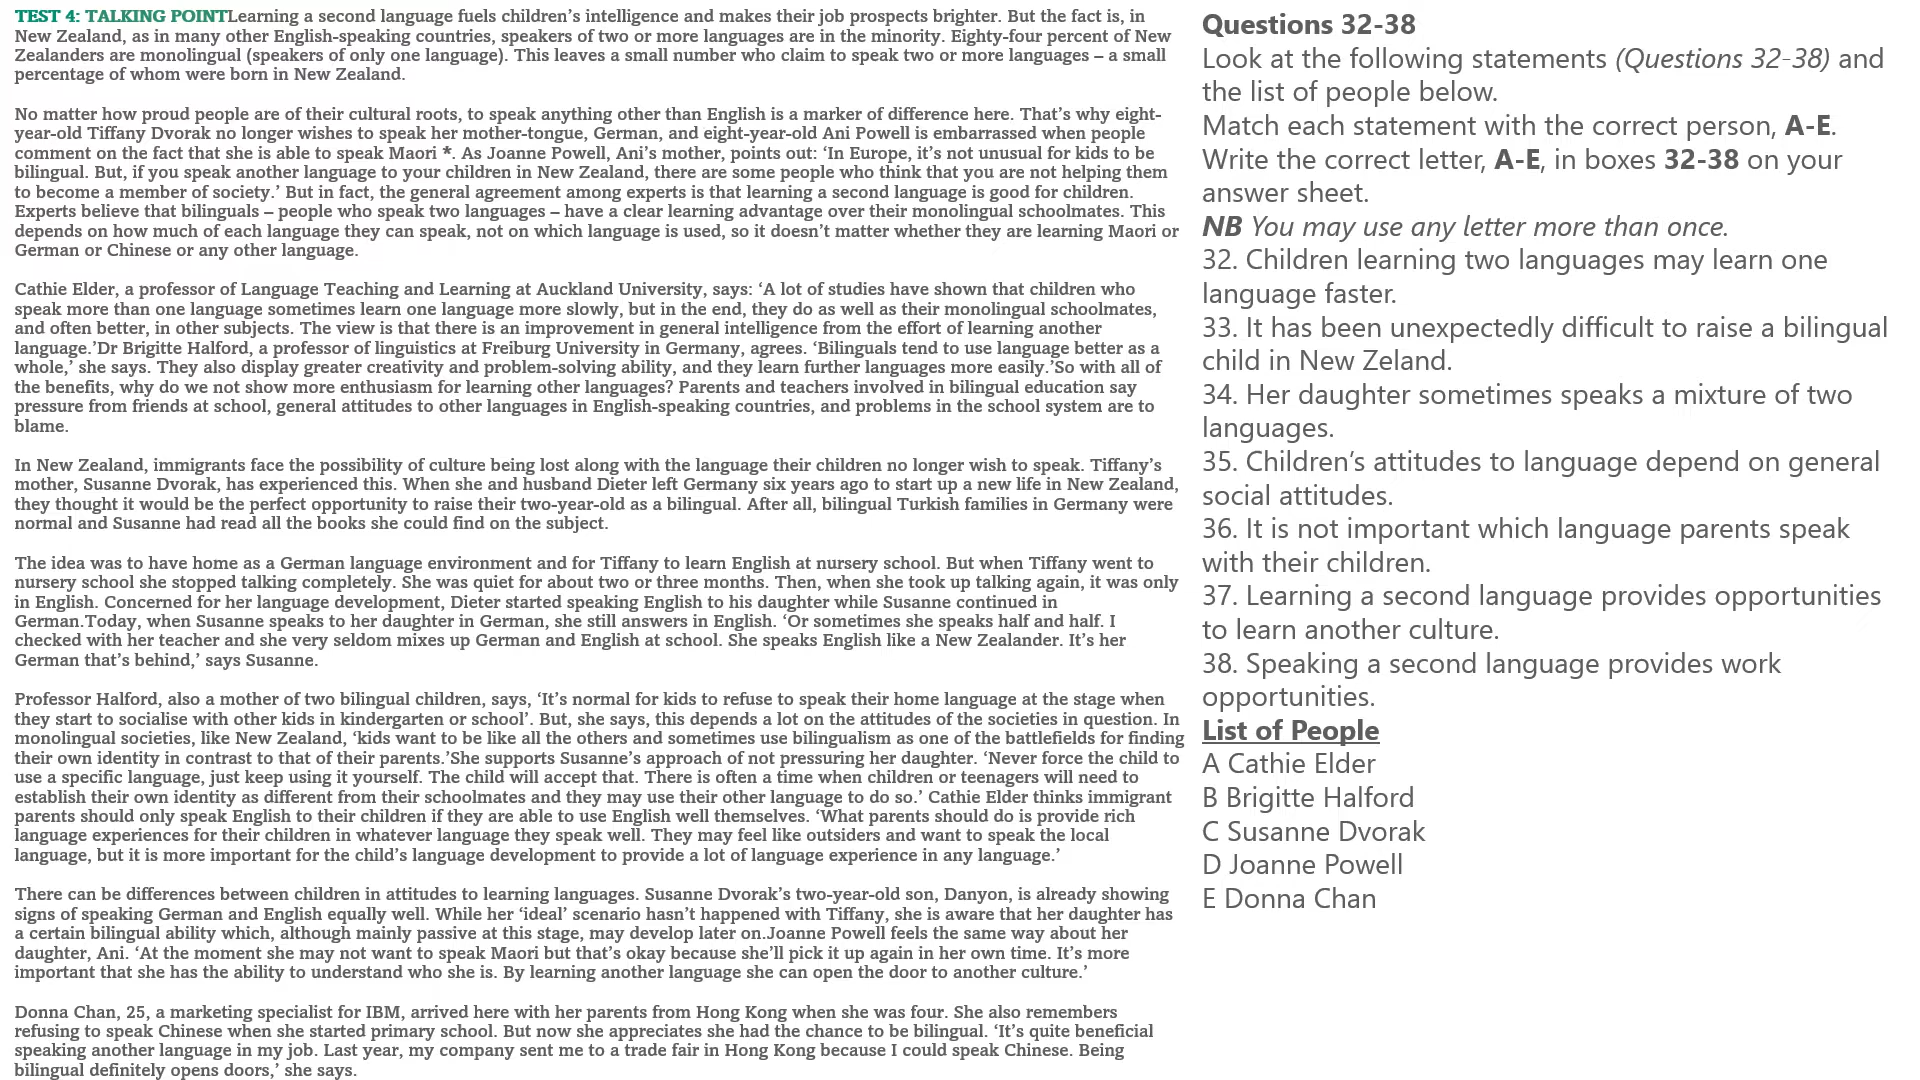 TEST 4: TALKING POINTLearning a second language fuels children’s intelligence and makes their job prospects brighter. But the fact is, in
New Zealand, as in many other English-speaking countries, speakers of two or more languages are in the minority. Eighty-four percent of New
Zealanders are monolingual (speakers of only one language). This leaves a small number who claim to speak two or more languages – a small
percentage of whom were born in New Zealand.
No matter how proud people are of their cultural roots, to speak anything other than English is a marker of difference here. That’s why eight-
year-old Tiffany Dvorak no longer wishes to speak her mother-tongue, German, and eight-year-old Ani Powell is embarrassed when people
comment on the fact that she is able to speak Maori *. As Joanne Powell, Ani’s mother, points out: ‘In Europe, it’s not unusual for kids to be
bilingual. But, if you speak another language to your children in New Zealand, there are some people who think that you are not helping them
to become a member of society.’ But in fact, the general agreement among experts is that learning a second language is good for children.
Experts believe that bilinguals – people who speak two languages – have a clear learning advantage over their monolingual schoolmates. This
depends on how much of each language they can speak, not on which language is used, so it doesn’t matter whether they are learning Maori or
German or Chinese or any other language.
Cathie Elder, a professor of Language Teaching and Learning at Auckland University, says: ‘A lot of studies have shown that children who
speak more than one language sometimes learn one language more slowly, but in the end, they do as well as their monolingual schoolmates,
and often better, in other subjects. The view is that there is an improvement in general intelligence from the effort of learning another
language.’Dr Brigitte Halford, a professor of linguistics at Freiburg University in Germany, agrees. ‘Bilinguals tend to use language better as a
whole,’ she says. They also display greater creativity and problem-solving ability, and they learn further languages more easily.’So with all of
the benefits, why do we not show more enthusiasm for learning other languages? Parents and teachers involved in bilingual education say
pressure from friends at school, general attitudes to other languages in English-speaking countries, and problems in the school system are to
blame.
In New Zealand, immigrants face the possibility of culture being lost along with the language their children no longer wish to speak. Tiffany’s
mother, Susanne Dvorak, has experienced this. When she and husband Dieter left Germany six years ago to start up a new life in New Zealand,
they thought it would be the perfect opportunity to raise their two-year-old as a bilingual. After all, bilingual Turkish families in Germany were
normal and Susanne had read all the books she could find on the subject.
The idea was to have home as a German language environment and for Tiffany to learn English at nursery school. But when Tiffany went to
nursery school she stopped talking completely. She was quiet for about two or three months. Then, when she took up talking again, it was only
in English. Concerned for her language development, Dieter started speaking English to his daughter while Susanne continued in
German.Today, when Susanne speaks to her daughter in German, she still answers in English. ‘Or sometimes she speaks half and half. I
checked with her teacher and she very seldom mixes up German and English at school. She speaks English like a New Zealander. It’s her
German that’s behind,’ says Susanne.
Professor Halford, also a mother of two bilingual children, says, ‘It’s normal for kids to refuse to speak their home language at the stage when
they start to socialise with other kids in kindergarten or school’. But, she says, this depends a lot on the attitudes of the societies in question. In
monolingual societies, like New Zealand, ‘kids want to be like all the others and sometimes use bilingualism as one of the battlefields for finding
their own identity in contrast to that of their parents.’She supports Susanne’s approach of not pressuring her daughter. ‘Never force the child to
use a specific language, just keep using it yourself. The child will accept that. There is often a time when children or teenagers will need to
establish their own identity as different from their schoolmates and they may use their other language to do so.’ Cathie Elder thinks immigrant
parents should only speak English to their children if they are able to use English well themselves. ‘What parents should do is provide rich
language experiences for their children in whatever language they speak well. They may feel like outsiders and want to speak the local
language, but it is more important for the child’s language development to provide a lot of language experience in any language.’
There can be differences between children in attitudes to learning languages. Susanne Dvorak’s two-year-old son, Danyon, is already showing
signs of speaking German and English equally well. While her ‘ideal’ scenario hasn’t happened with Tiffany, she is aware that her daughter has
a certain bilingual ability which, although mainly passive at this stage, may develop later on.Joanne Powell feels the same way about her
daughter, Ani. ‘At the moment she may not want to speak Maori but that’s okay because she’ll pick it up again in her own time. It’s more
important that she has the ability to understand who she is. By learning another language she can open the door to another culture.’
Donna Chan, 25, a marketing specialist for IBM, arrived here with her parents from Hong Kong when she was four. She also remembers
refusing to speak Chinese when she started primary school. But now she appreciates she had the chance to be bilingual. ‘It’s quite beneficial
speaking another language in my job. Last year, my company sent me to a trade fair in Hong Kong because I could speak Chinese. Being
bilingual definitely opens doors,’ she says.
Questions 32-38
Look at the following statements (Questions 32-38) and
the list of people below.
Match each statement with the correct person, A-E.
Write the correct letter, A-E, in boxes 32-38 on your
answer sheet.
NB You may use any letter more than once.
32. Children learning two languages may learn one
language faster.
33. It has been unexpectedly difficult to raise a bilingual
child in New Zeland.
34. Her daughter sometimes speaks a mixture of two
languages.
35. Children’s attitudes to language depend on general
social attitudes.
36. It is not important which language parents speak
with their children.
37. Learning a second language provides opportunities
to learn another culture.
38. Speaking a second language provides work
opportunities.
List of People
A Cathie Elder
B Brigitte Halford
C Susanne Dvorak
D Joanne Powell
E Donna Chan